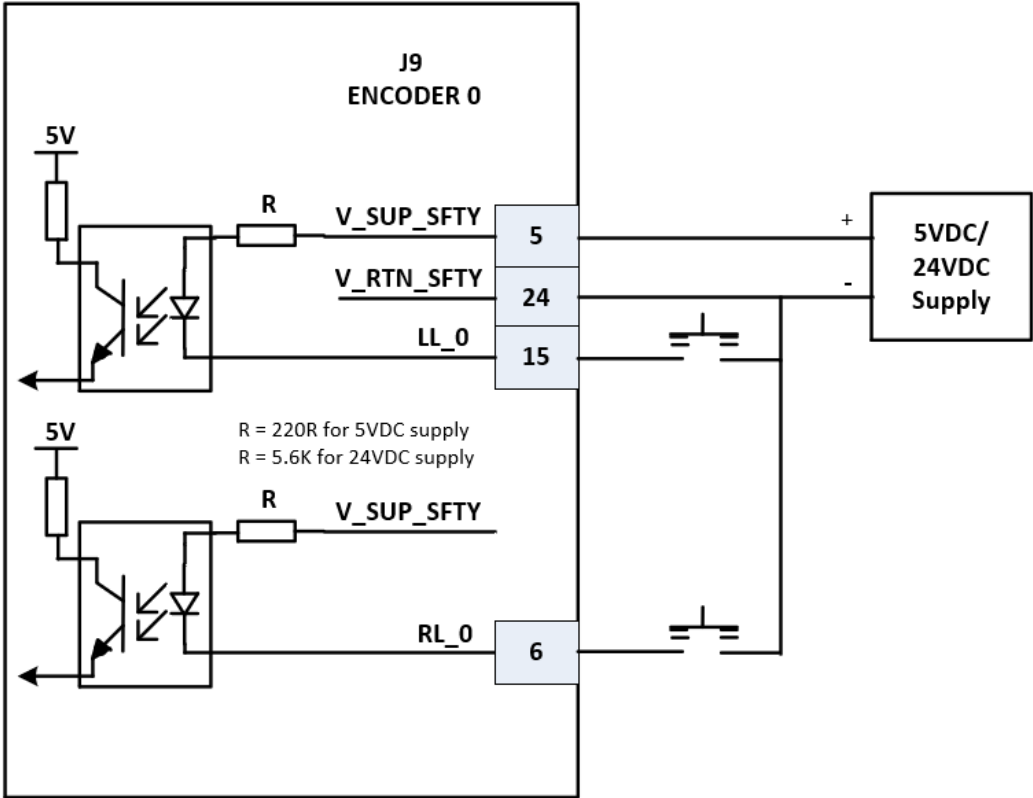 J9
ENCODER 0
5V
R
V_SUP_SFTY
5
+
5VDC/
24VDC
Supply
V_RTN_SFTY
24
-
LL_0
15
5V
R = 220R for 5VDC supply
R = 5.6K for 24VDC supply
R
V_SUP_SFTY
RL_0
6